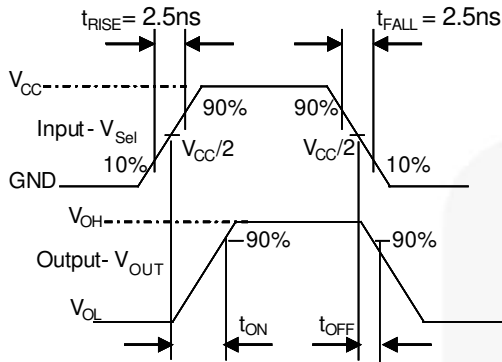 tRISE = 2.5ns
tFALL = 2.5ns
VCC
90%
90%
Input- VSel
VCC/2
VCC/2
10%
10%
GND
VOH
90%
90%
Output- VOUT
VOL
tON
tOFF